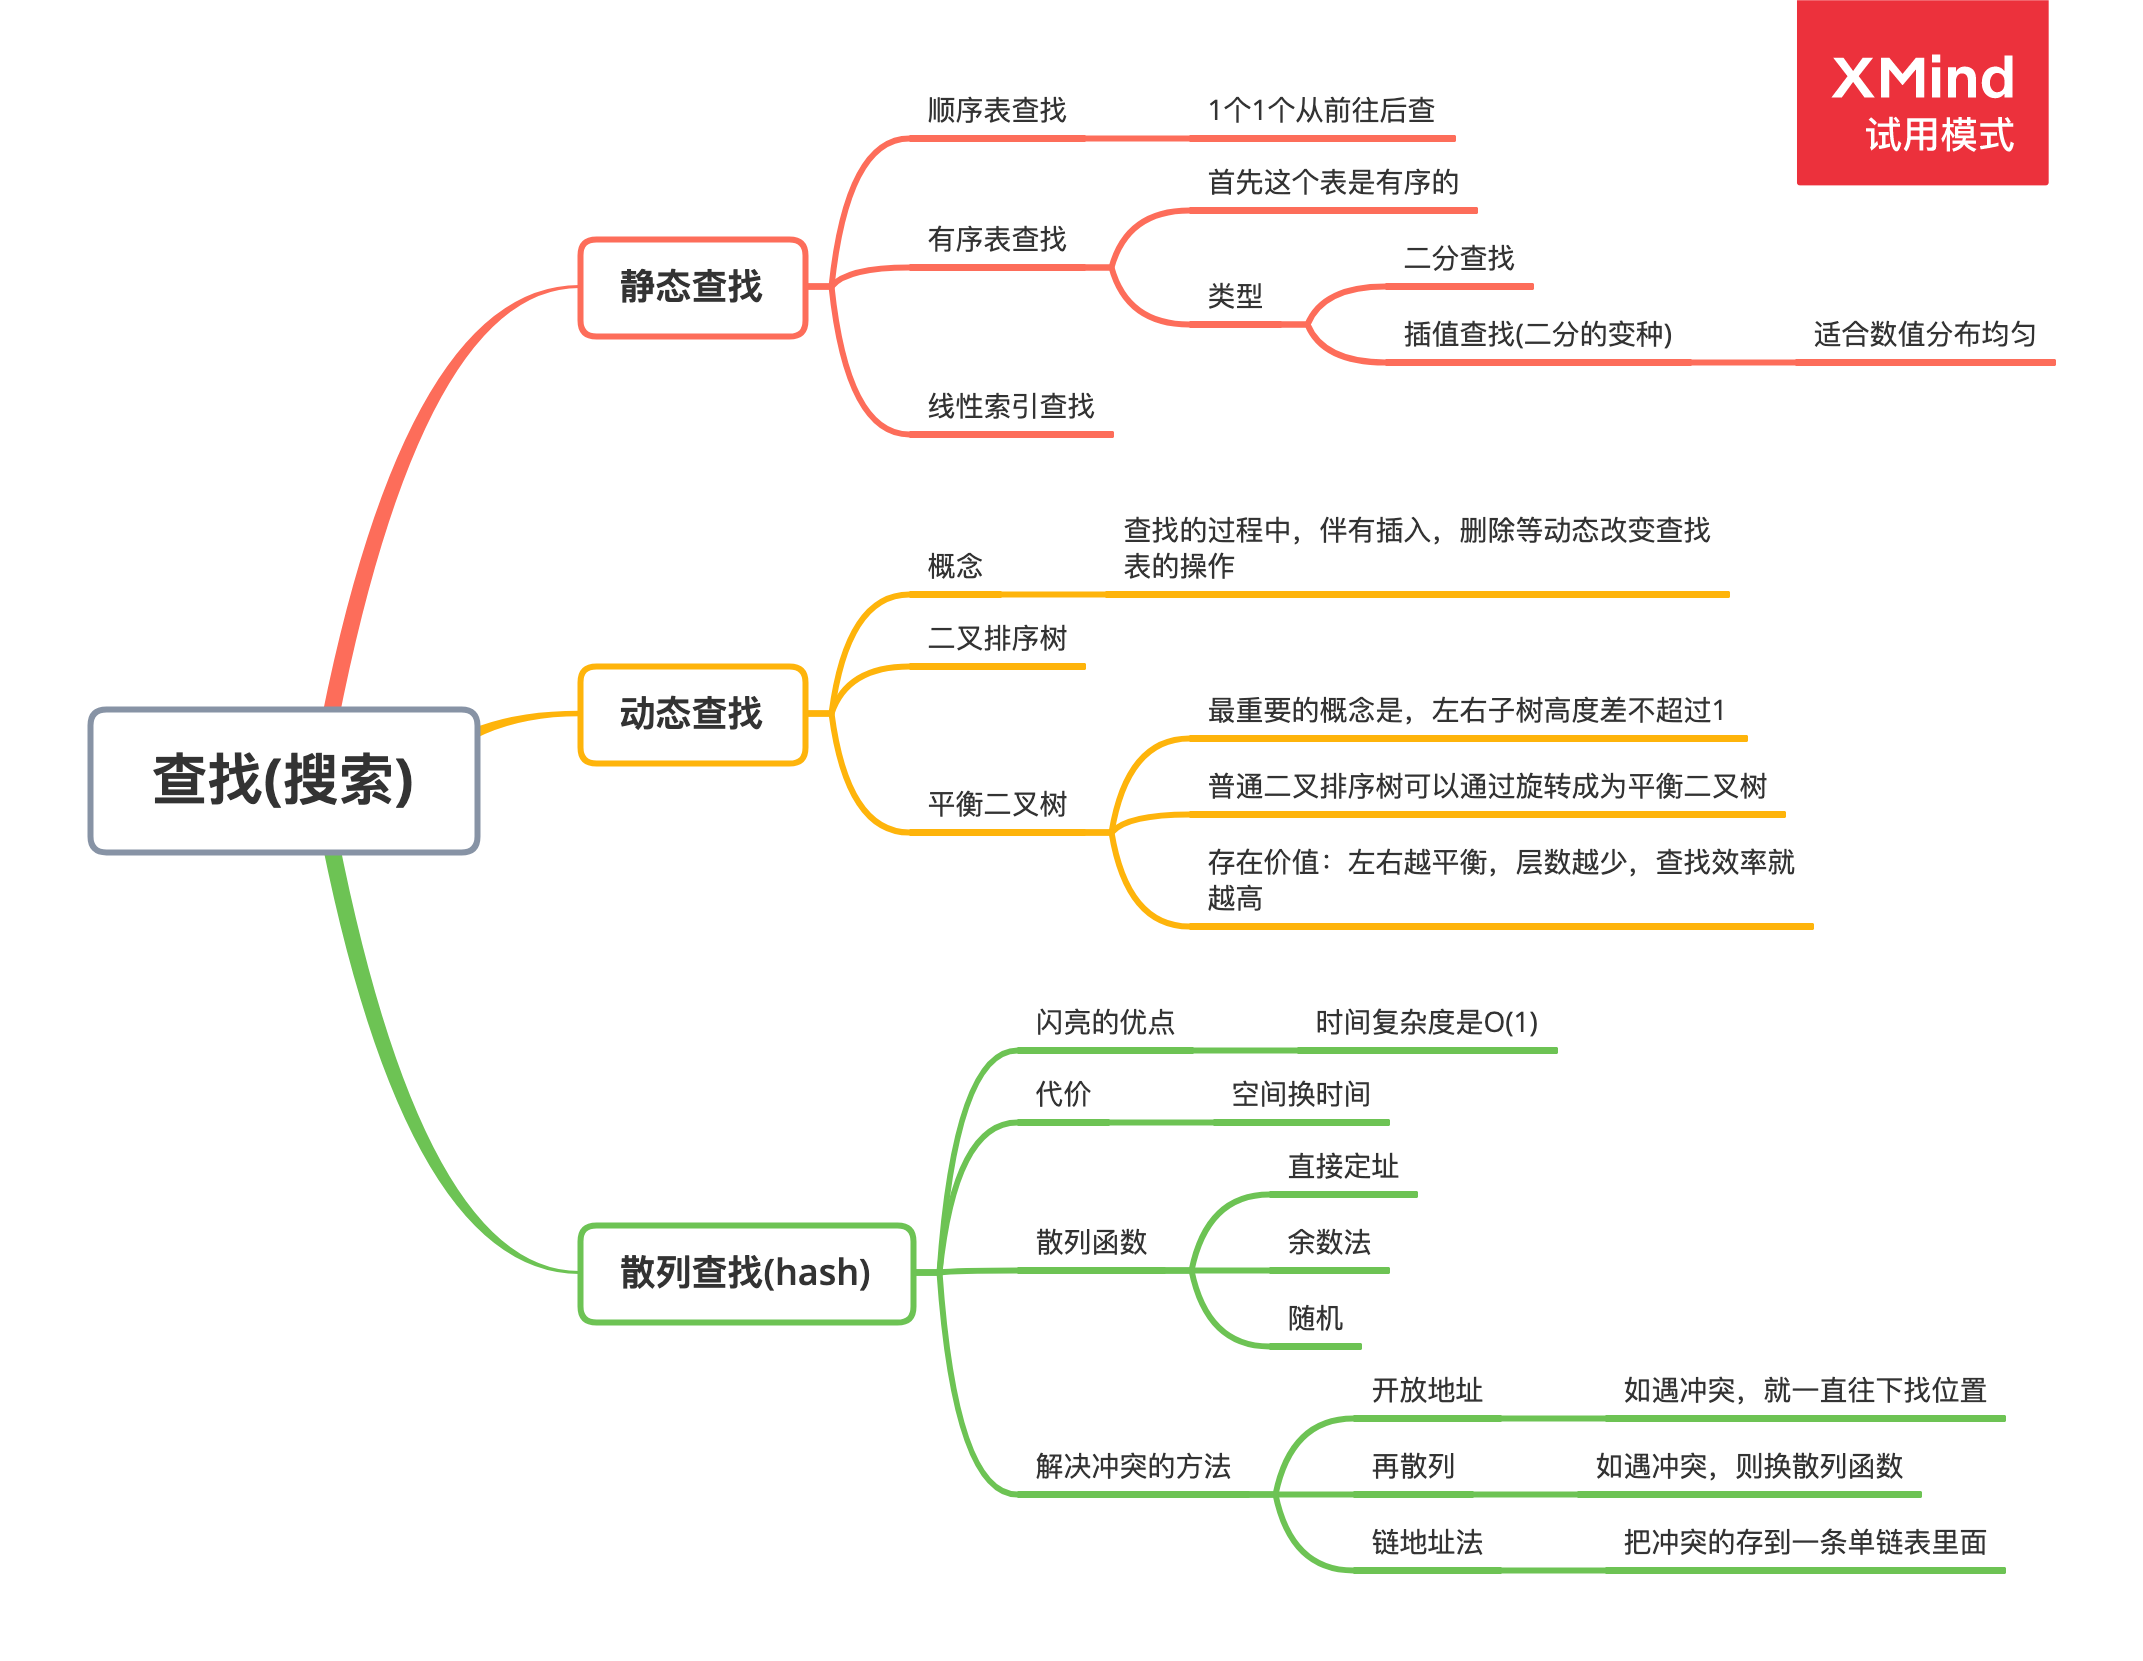 XMind
试用模式
查找(搜索)
静态查找
顺序表查找
1个1个从前往后查
有序表查找
首先这个表是有序的
类型
二分查找
插值查找(二分的变种)
适合数值分布均匀
线性索引查找
动态查找
概念
查找的过程中，伴有插入，删除等动态改变查找
表的操作
二叉排序树
平衡二叉树
最重要的概念是，左右子树高度差不超过1
普通二叉排序树可以通过旋转成为平衡二叉树
存在价值：左右越平衡，层数越少，查找效率就
越高
散列查找(hash)
闪亮的优点
时间复杂度是O(1)
代价
空间换时间
散列函数
直接定址
余数法
随机
解决冲突的方法
开放地址
如遇冲突，就一直往下找位置
再散列
如遇冲突，则换散列函数
链地址法
把冲突的存到一条单链表里面